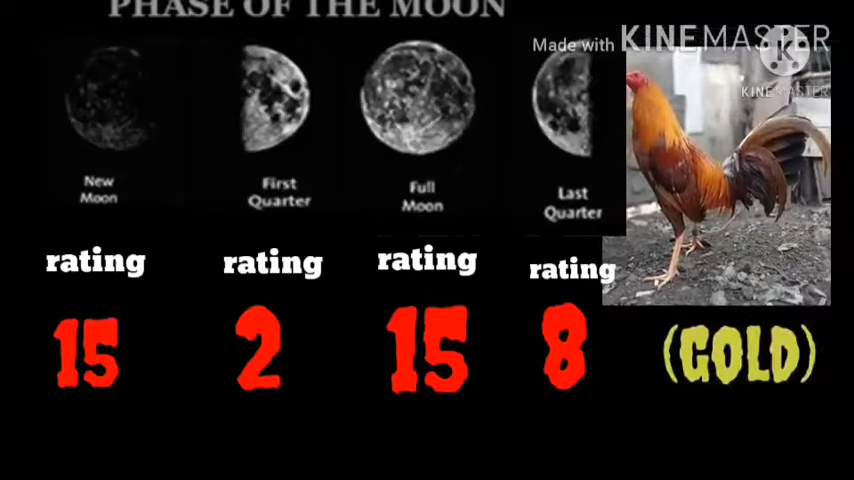 PHASE OF THE MOON
Made with KINEMASTER
KINEMASTER
New
Moon
First
Quarter
Full
Moon
Last
Quarter
rating
rating
rating
rating
15
2
15
8
(GOLD)